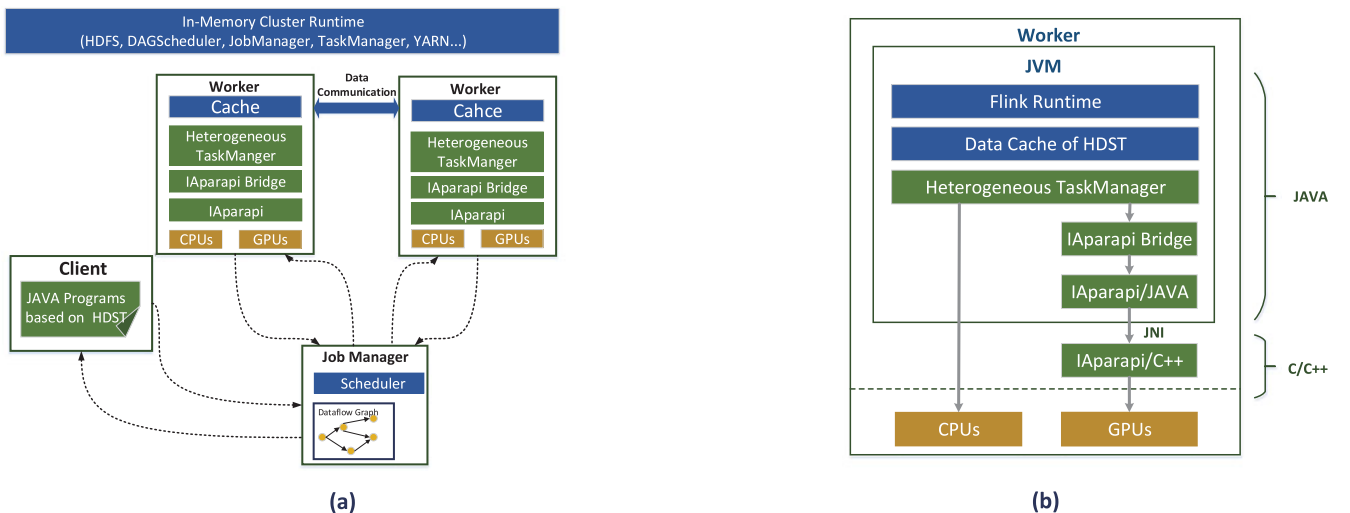 In-Memory Cluster Runtime
(HDFS, DAGScheduler, JobManager, TaskManager, YARN...)
Worker
Cache
Heterogeneous
TaskManger
IAparapi Bridge
IAparapi
CPUs
GPUs
Data
Communication
Worker
Cahce
Heterogeneous
TaskManger
IAparapi Bridge
IAparapi
CPUs
GPUs
Client
JAVA Programs
based on HDST
Job Manager
Scheduler
Dataflow Graph
(a)
Worker
JVM
Flink Runtime
Data Cache of HDST
Heterogeneous TaskManager
IAparapi Bridge
IAparapi/JAVA
JNI
IAparapi/C++
CPUs
GPUs
JAVA
C/C++
(b)